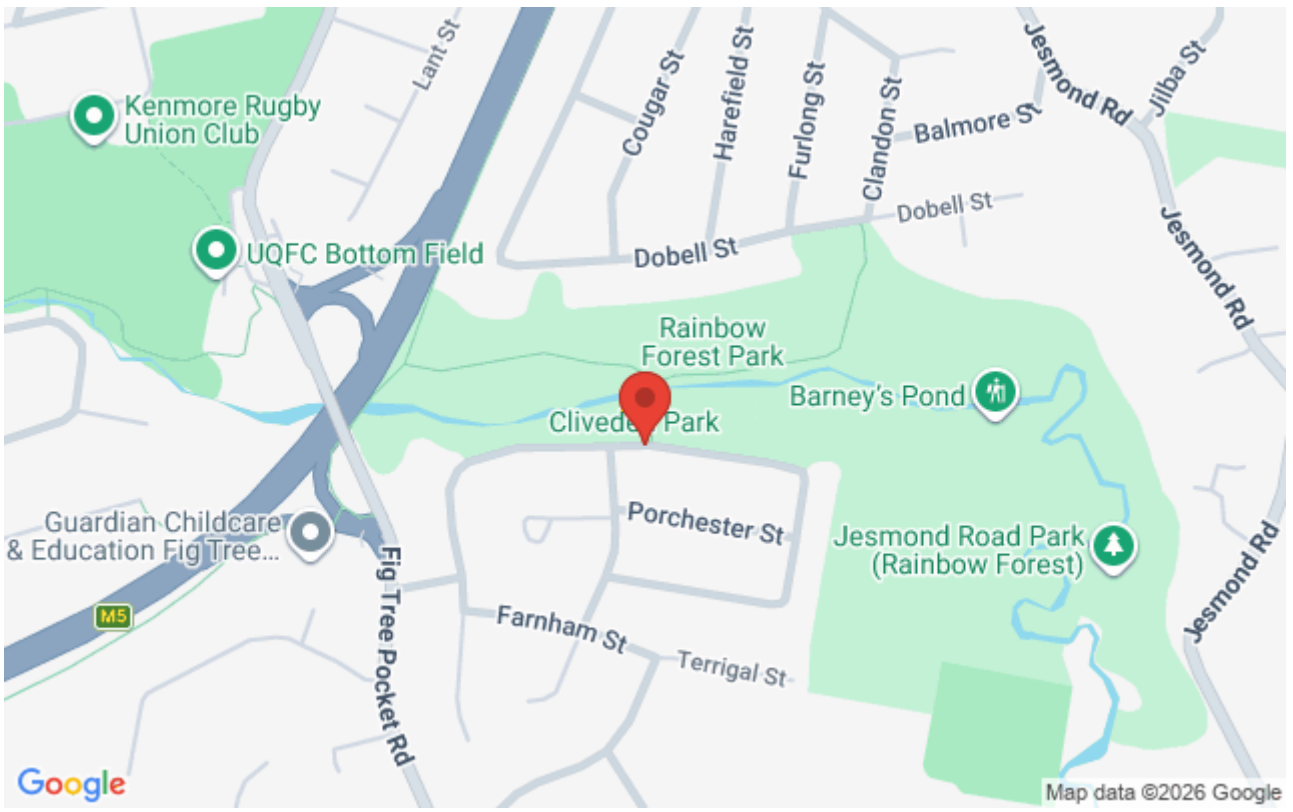 Lant St
Cougar St
Harefield St
Furlong St
Clandon St
Balmore St
Jesmond Rd
Jilba St
Kenmore Rugby
Union Club
UQFC Bottom Field
Dobell St
Dobell St
Jesmond Rd
Rainbow
Forest Park
Barney's Pond
Cliveden Park
Porchester St
Guardian Childcare
& Education Fig Tree...
Jesmond Road Park
(Rainbow Forest)
Jesmond Rd
M5
Fig Tree Pocket Rd
Farnham St
Terrigal St
Google
Map data ©2026 Google